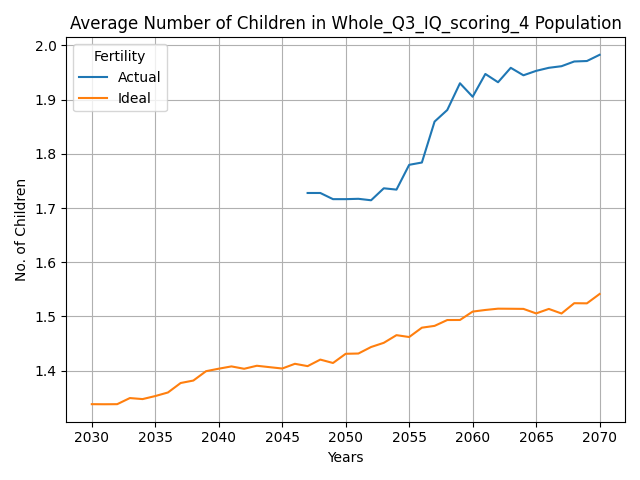 Average Number of Children in Whole_Q3_IQ_scoring_4 Population
Fertility
Actual
Ideal
No. of Children
2.0
1.9
1.8
1.7
1.6
1.5
1.4
2030 2035 2040 2045 2050 2055 2060 2065 2070
Years